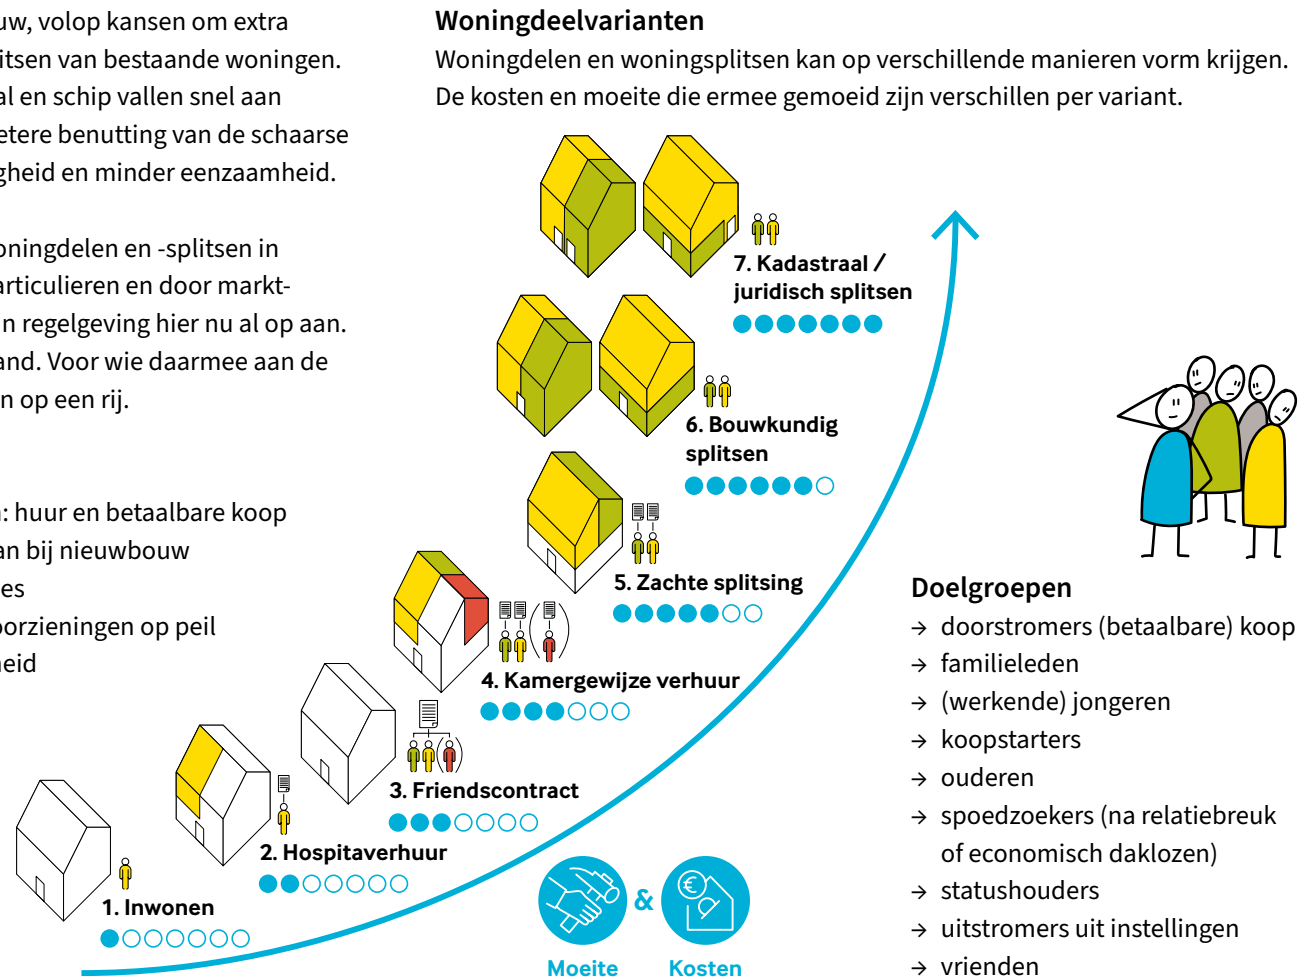 uw, volop kansen om extra
itsen van bestaande woningen.
al en schip vallen snel aan
etere benutting van de schaarse
gheid en minder eenzaamheid.
oningdelen en -splitsen in
articulieren en door markt-
n regelgeving hier nu al op aan.
and. Voor wie daarmee aan de
n op een rij.
: huur en betaalbare koop
an bij nieuwbouw
es
oorzieningen op peil
heid
Woningdeelvarianten
Woningdelen en woningsplitsen kan op verschillende manieren vorm krijgen.
De kosten en moeite die ermee gemoeid zijn verschillen per variant.
7. Kadastraal /
juridisch splitsen
6. Bouwkundig
splitsen
5. Zachte splitsing
4. Kamergewijze verhuur
3. Friendscontract
2. Hospitaverhuur
1. Inwonen
&
Moeite
Kosten
Doelgroepen
→ doorstromers (betaalbare) koop
→ familieleden
→ (werkende) jongeren
→ koopstarters
→ ouderen
→ spoedzoekers (na relatiebreuk
of economisch daklozen)
→ statushouders
→ uitstromers uit instellingen
→ vrienden